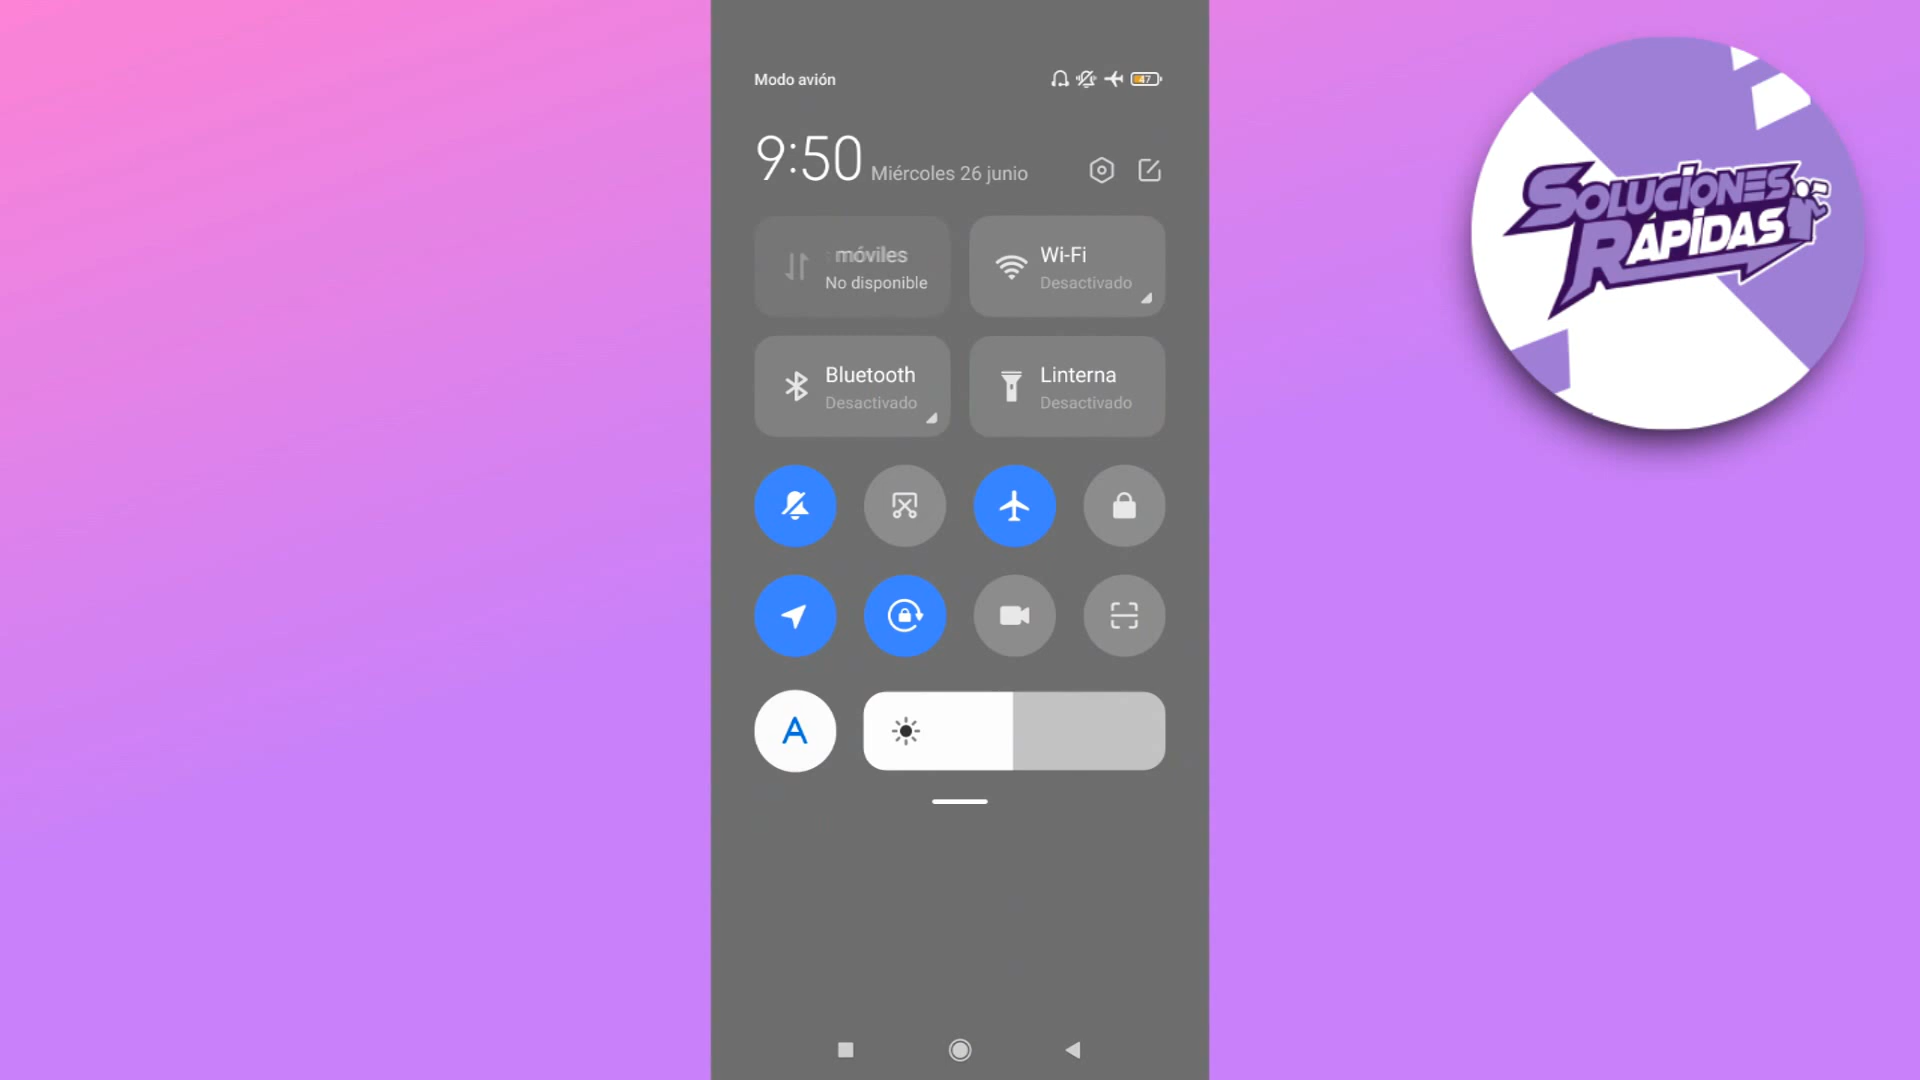 Modo avión
47
9:50 Miércoles 26 junio
móviles
No disponible
Wi-Fi
Desactivado
Bluetooth
Desactivado
Linterna
Desactivado
A
SOLUCIONES
RÁPIDAS